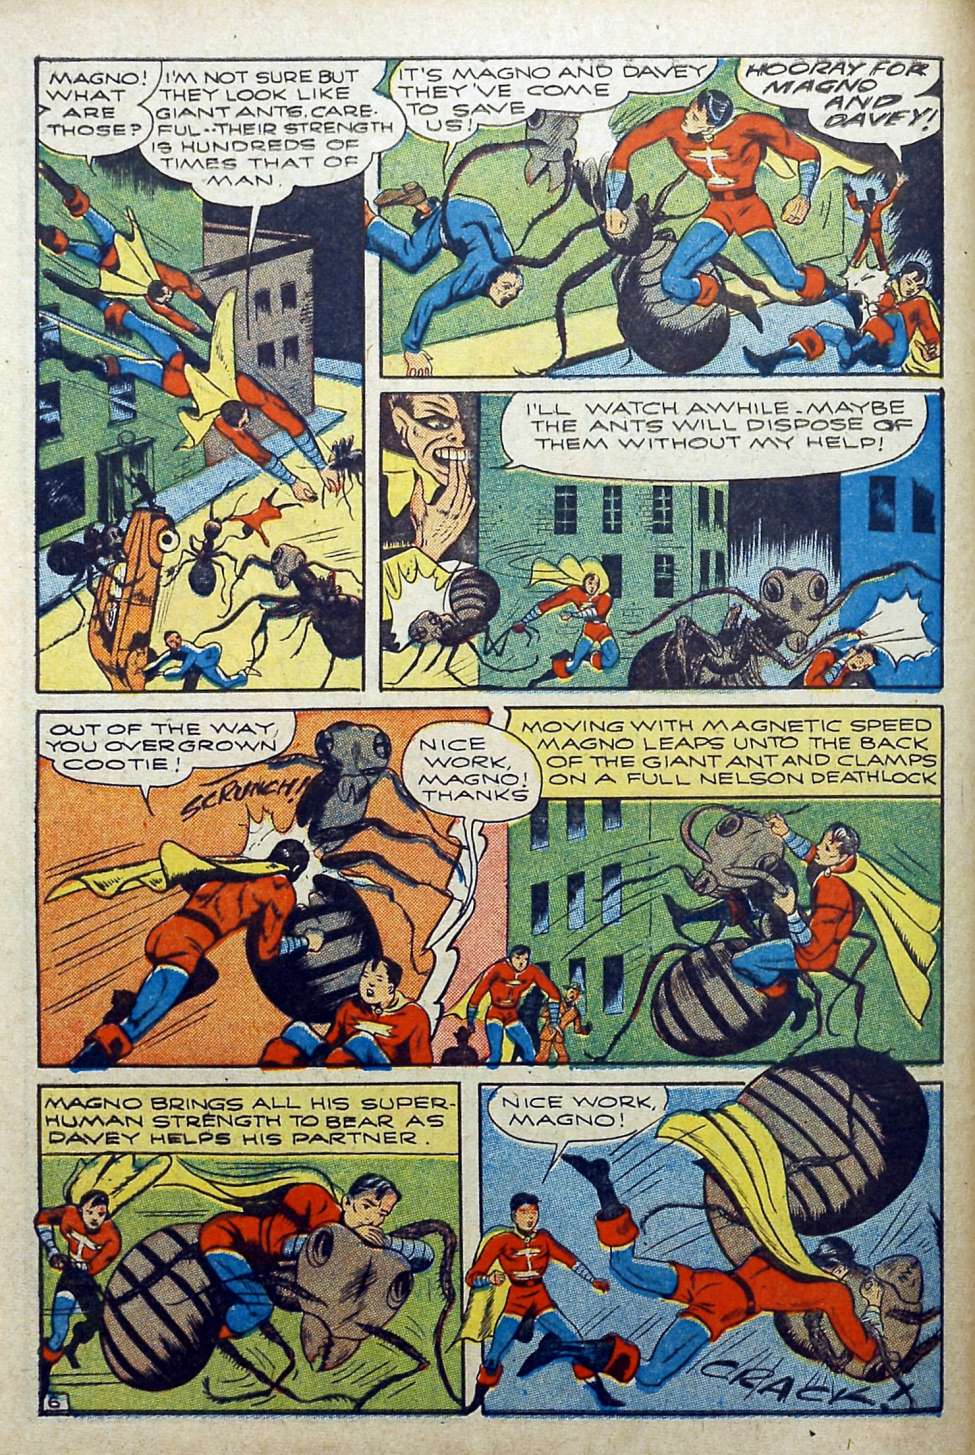 MAGNO!
WHAT
ARE
THOSE?
I'M NOT SURE BUT
THEY LOOK LIKE
GIANT ANTS. CARE-
FUL--THEIR STRENGTH
IS HUNDREDS OF
TIMES THAT OF
MAN.
IT'S MAGNO AND DAVEY
THEY'VE COME
TO SAVE
US!
HOORAY FOR
MAGNO
AND
DAVEY!
I'LL WATCH AWHILE-MAYBE
THE ANTS WILL DISPOSE OF
THEM WITHOUT MY HELP!
OUT OF THE WAY,
YOU OVERGROWN
COOTIE!
SCRUNCH!!
NICE
WORK,
MAGNO!
THANKS
MOVING WITH MAGNETIC SPEED
MAGNO LEAPS UNTO THE BACK
OF THE GIANT ANT AND CLAMPS
ON A FULL NELSON DEATHLOCK
MAGNO BRINGS ALL HIS SUPER-
HUMAN STRENGTH TO BEAR AS
DAVEY HELPS HIS PARTNER.
NICE WORK,
MAGNO!
CRACK!
6